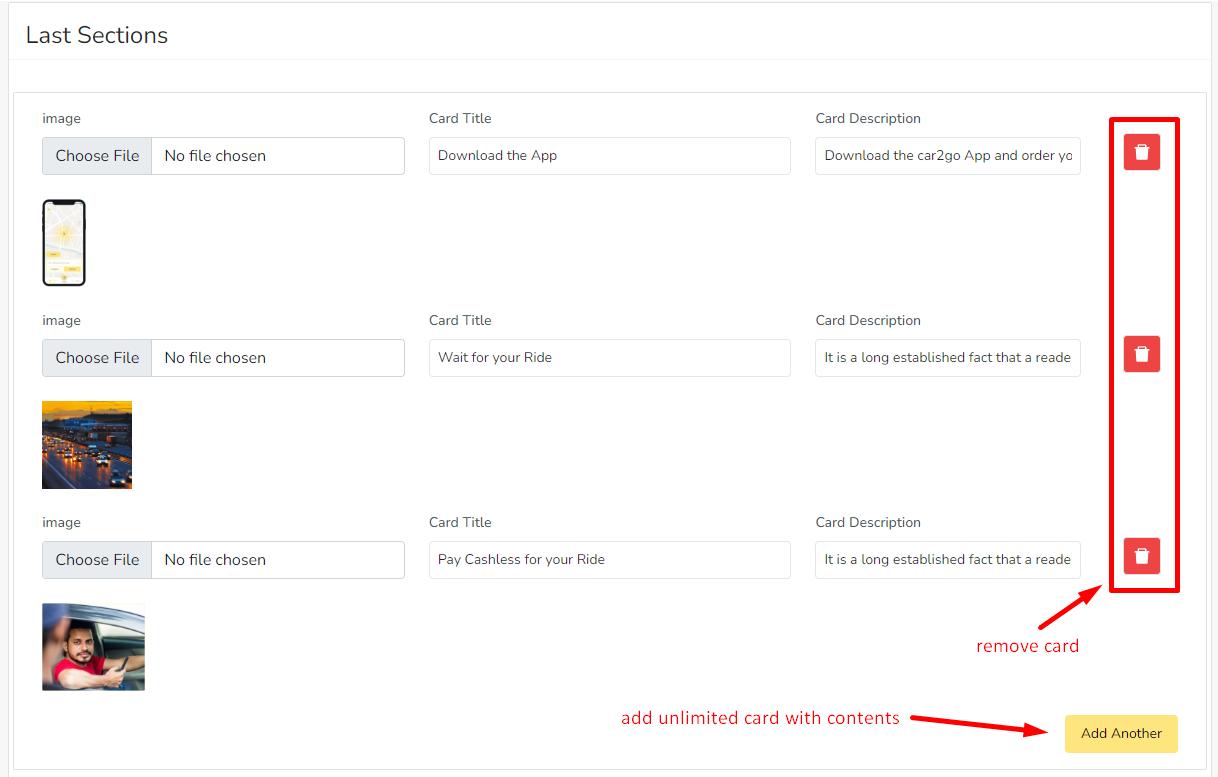 Last Sections
image Card Title Card Description
Choose File No file chosen Download the App Download the car2go App and order yo
image Card Title Card Description
Choose File No file chosen Wait for your Ride It is a long established fact that a reade
image Card Title Card Description
Choose File No file chosen Pay Cashless for your Ride It is a long established fact that a reade
remove card
add unlimited card with contents
Add Another